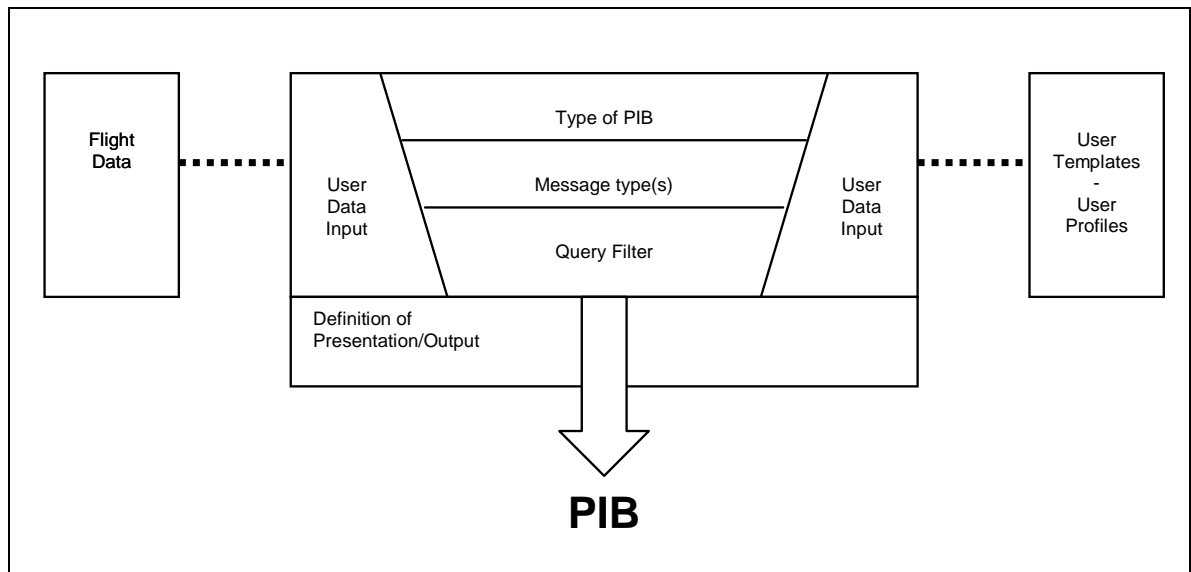 Flight
Data
User
Data
Input
Type of PIB
Message type(s)
Query Filter
User
Data
Input
User
Templates
-
User
Profiles
Definition of
Presentation/Output
PIB